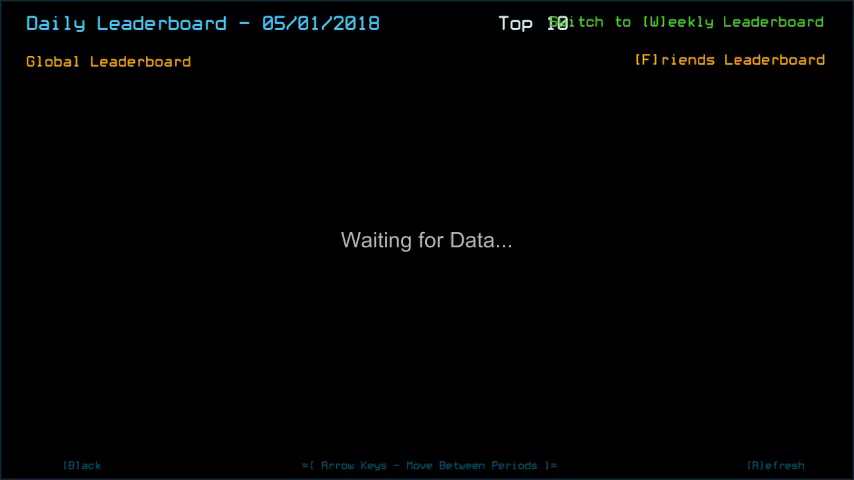 Daily Leaderboard - 05/01/2018 Top 10 Switch to [W]eekly Leaderboard
Global Leaderboard [F]riends Leaderboard
Waiting for Data...
[B]ack =[ Arrow Keys - Move Between Periods ]= [R]efresh